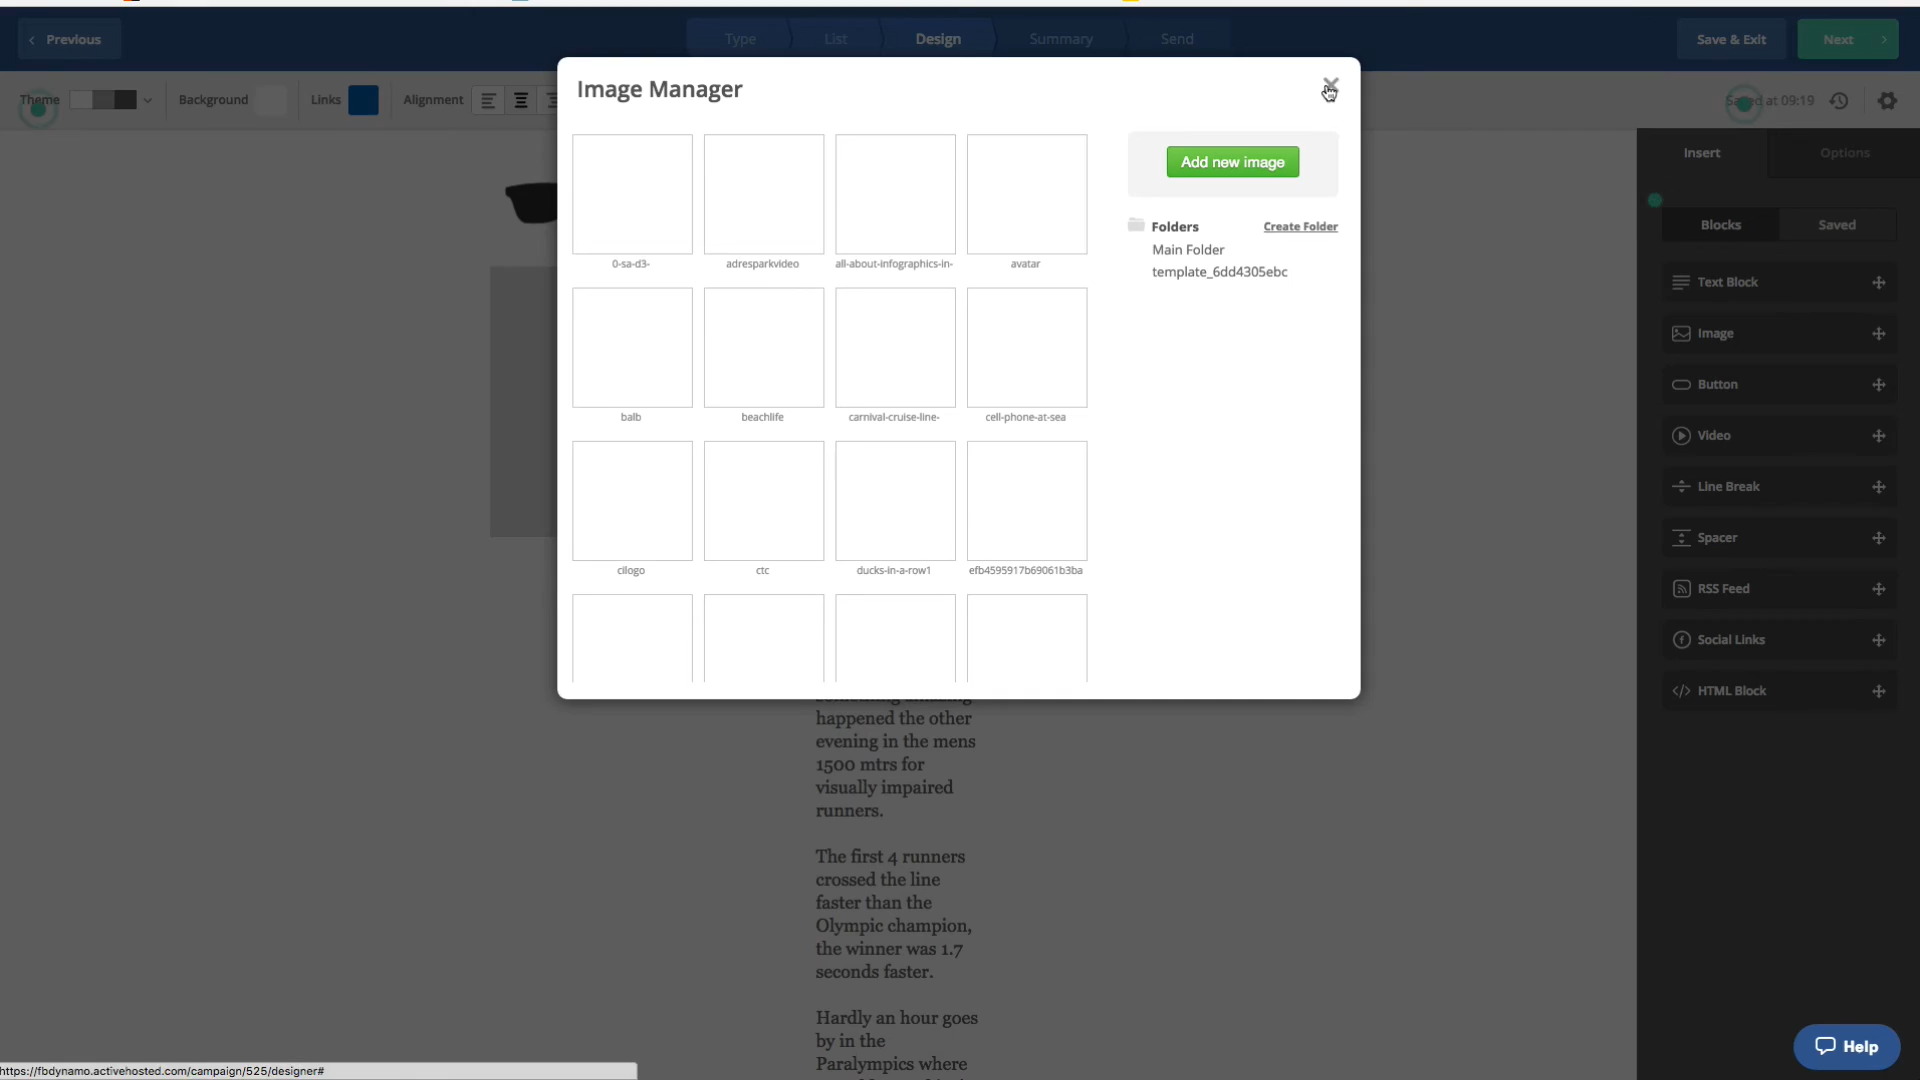 Previous
Type
List
Design
Summary
Send
Save & Exit
Next
Theme
Background
Links
Alignment
Saved at 09:19
Image Manager
Add new image
Folders
Create Folder
Main Folder
template_6dd4305ebc
0-sa-d3-
adresparkvideo
all-about-infographics-in-
avatar
balb
beachlife
carnival-cruise-line-
cell-phone-at-sea
cilogo
ctc
ducks-in-a-row1
efb4595917b69061b3ba
Insert
Options
Blocks
Saved
Text Block
Image
Button
Video
Line Break
Spacer
RSS Feed
Social Links
HTML Block
something amazing
happened the other
evening in the mens
1500 mtrs for
visually impaired
runners.
The first 4 runners
crossed the line
faster than the
Olympic champion,
the winner was 1.7
seconds faster.
Hardly an hour goes
by in the
Paralympics where
Help
https://fbdynamo.activehosted.com/campaign/525/designer#